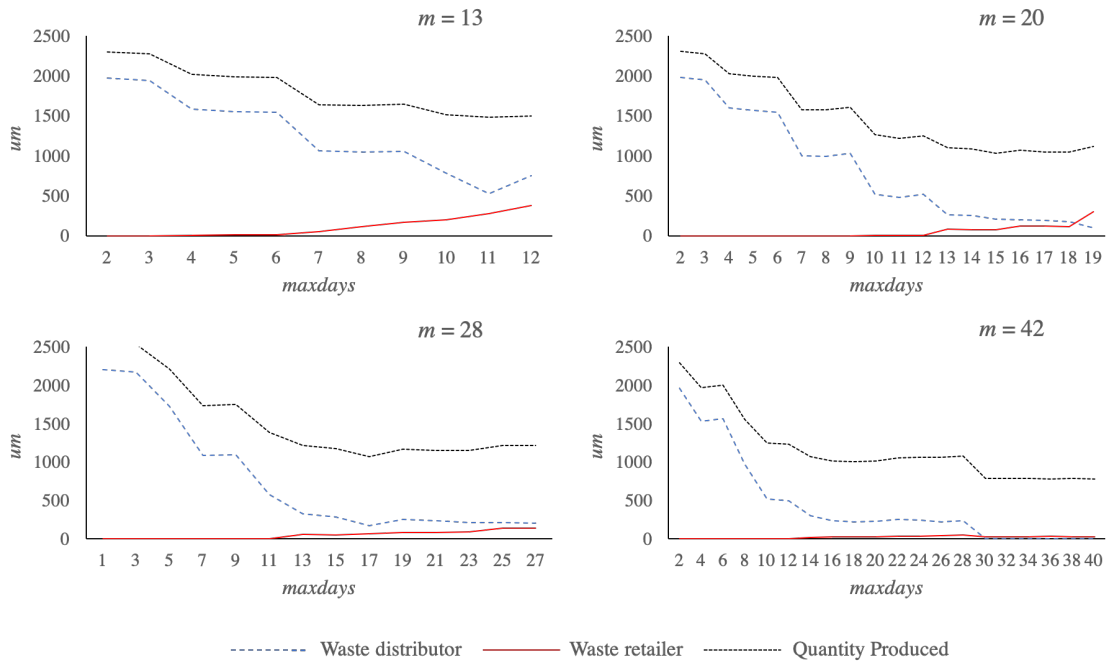 m = 13
2500
2000
1500
1000
500
0
um
2 3 4 5 6 7 8 9 10 11 12
maxdays
m = 20
2500
2000
1500
1000
500
0
um
2 3 4 5 6 7 8 9 10 11 12 13 14 15 16 17 18 19
maxdays
m = 28
2500
2000
1500
1000
500
0
um
1 3 5 7 9 11 13 15 17 19 21 23 25 27
maxdays
m = 42
2500
2000
1500
1000
500
0
um
2 4 6 8 10 12 14 16 18 20 22 24 26 28 30 32 34 36 38 40
maxdays
Waste distributor Waste retailer Quantity Produced